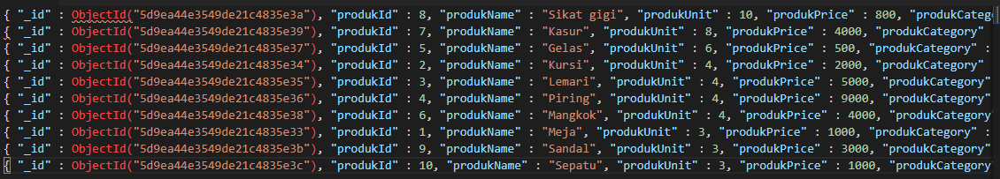 { "_id" : ObjectId("5d9ea44e3549de21c4835e3a"), "produkId" : 8, "produkName" : "Sikat gigi", "produkUnit" : 10, "produkPrice" : 800, "produkCateg
{ "_id" : ObjectId("5d9ea44e3549de21c4835e39"), "produkId" : 7, "produkName" : "Kasur", "produkUnit" : 8, "produkPrice" : 4000, "produkCategory"
{ "_id" : ObjectId("5d9ea44e3549de21c4835e37"), "produkId" : 5, "produkName" : "Gelas", "produkUnit" : 6, "produkPrice" : 500, "produkCategory" :
{ "_id" : ObjectId("5d9ea44e3549de21c4835e34"), "produkId" : 2, "produkName" : "Kursi", "produkUnit" : 4, "produkPrice" : 2000, "produkCategory"
{ "_id" : ObjectId("5d9ea44e3549de21c4835e35"), "produkId" : 3, "produkName" : "Lemari", "produkUnit" : 4, "produkPrice" : 5000, "produkCategory"
{ "_id" : ObjectId("5d9ea44e3549de21c4835e36"), "produkId" : 4, "produkName" : "Piring", "produkUnit" : 4, "produkPrice" : 9000, "produkCategory"
{ "_id" : ObjectId("5d9ea44e3549de21c4835e38"), "produkId" : 6, "produkName" : "Mangkok", "produkUnit" : 4, "produkPrice" : 4000, "produkCategory
{ "_id" : ObjectId("5d9ea44e3549de21c4835e33"), "produkId" : 1, "produkName" : "Meja", "produkUnit" : 3, "produkPrice" : 1000, "produkCategory" :
{ "_id" : ObjectId("5d9ea44e3549de21c4835e3b"), "produkId" : 9, "produkName" : "Sandal", "produkUnit" : 3, "produkPrice" : 3000, "produkCategory"
{ "_id" : ObjectId("5d9ea44e3549de21c4835e3c"), "produkId" : 10, "produkName" : "Sepatu", "produkUnit" : 3, "produkPrice" : 1000, "produkCategory